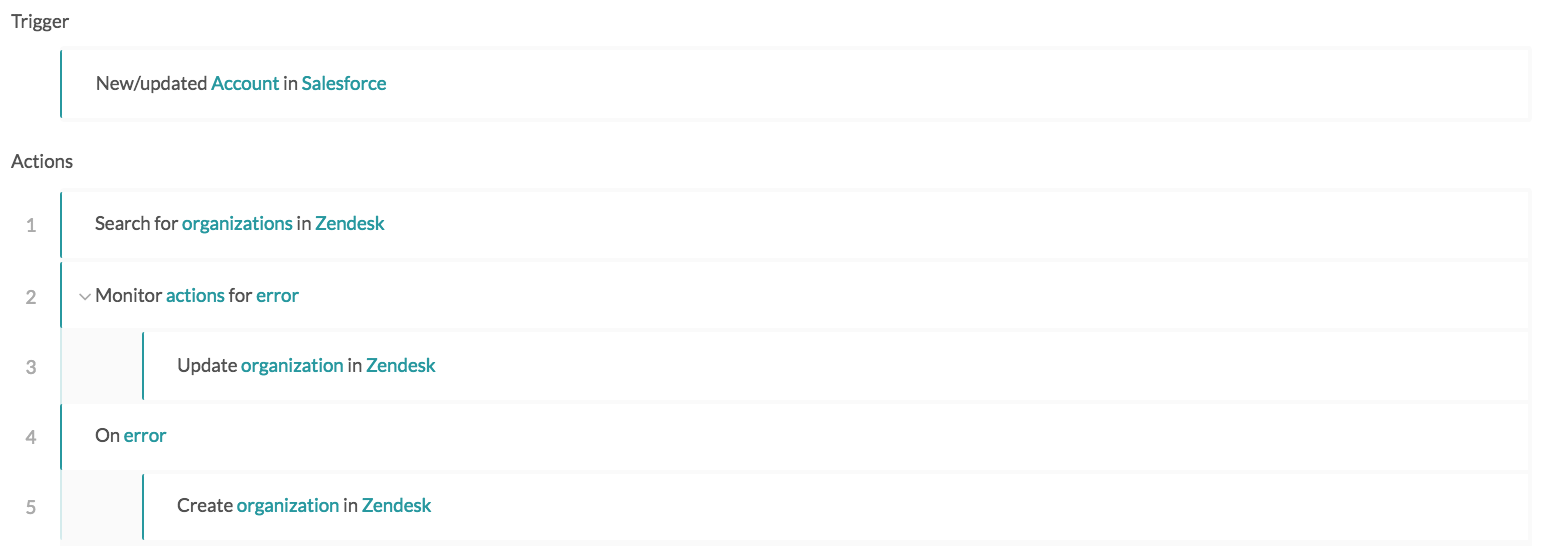 Trigger
New/updated Account in Salesforce
Actions
1 Search for organizations in Zendesk
2 Monitor actions for error
3 Update organization in Zendesk
4 On error
5 Create organization in Zendesk